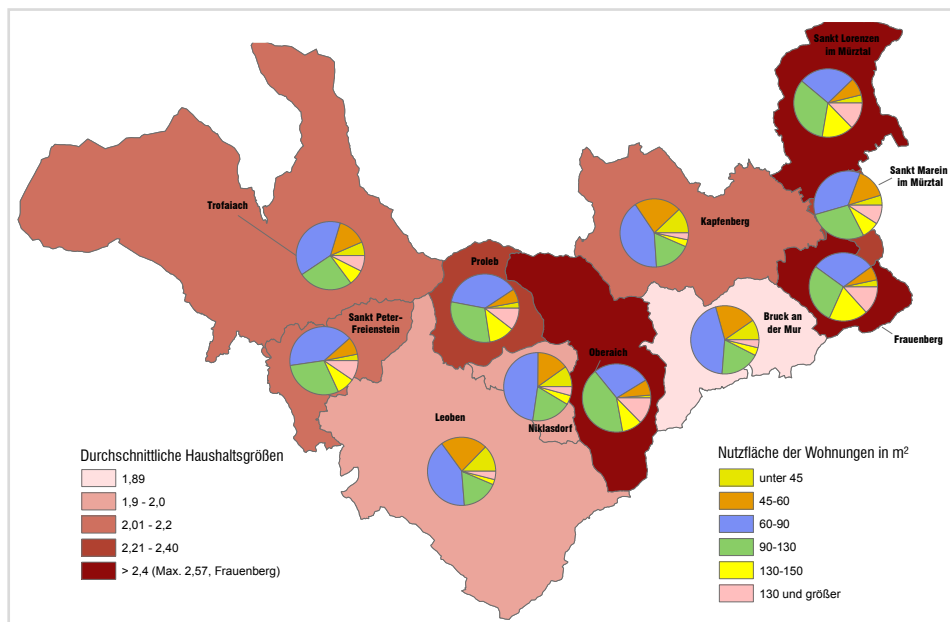 Sankt Lorenzen
im Mürztal
Sankt Marein
im Mürztal
Trofaiach
Kapfenberg
Proleb
Sankt Peter-
Freienstein
Bruck an
der Mur
Frauenberg
Oberaich
Leoben
Niklasdorf
Durchschnittliche Haushaltsgrößen
1,89
1,9 - 2,0
2,01 - 2,2
2,21 - 2,40
> 2,4 (Max. 2,57, Frauenberg)
Nutzfläche der Wohnungen in m²
unter 45
45-60
60-90
90-130
130-150
130 und größer